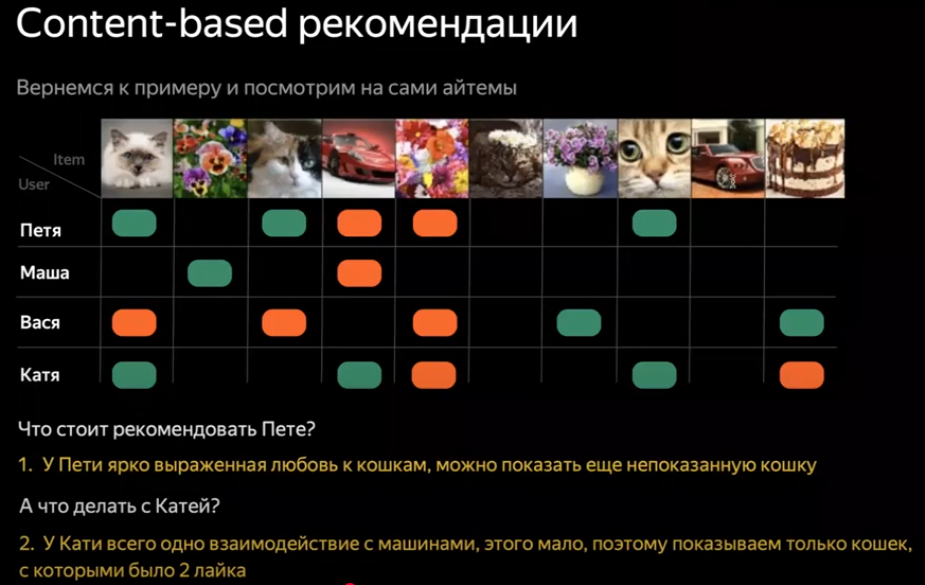 Content-based рекомендации
Вернемся к примеру и посмотрим на сами айтемы
Item
User
Петя
Маша
Вася
Катя
Что стоит рекомендовать Пете?
1. У Пети ярко выраженная любовь к кошкам, можно показать еще непоказанную кошку
А что делать с Катей?
2. У Кати всего одно взаимодействие с машинами, этого мало, поэтому показываем только кошек,
с которыми было 2 лайка